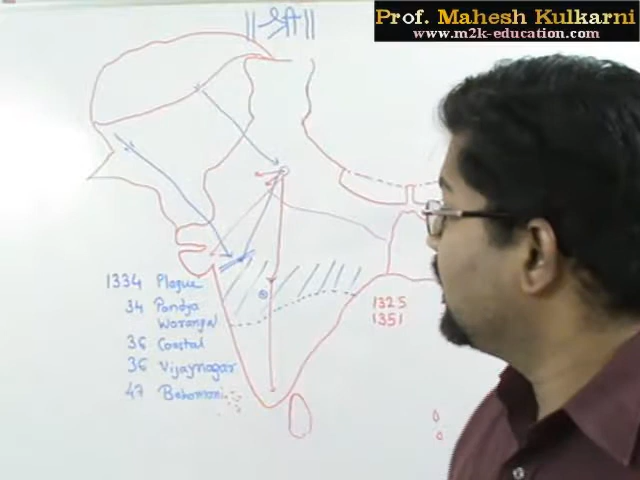 Prof. Mahesh Kulkarni
www.m2k-education.com
॥ श्री ॥
1334 Plague
34 Pandya
Warangal
36 Coastal
36 Vijaynagar
47 Bahamani
1325
1351